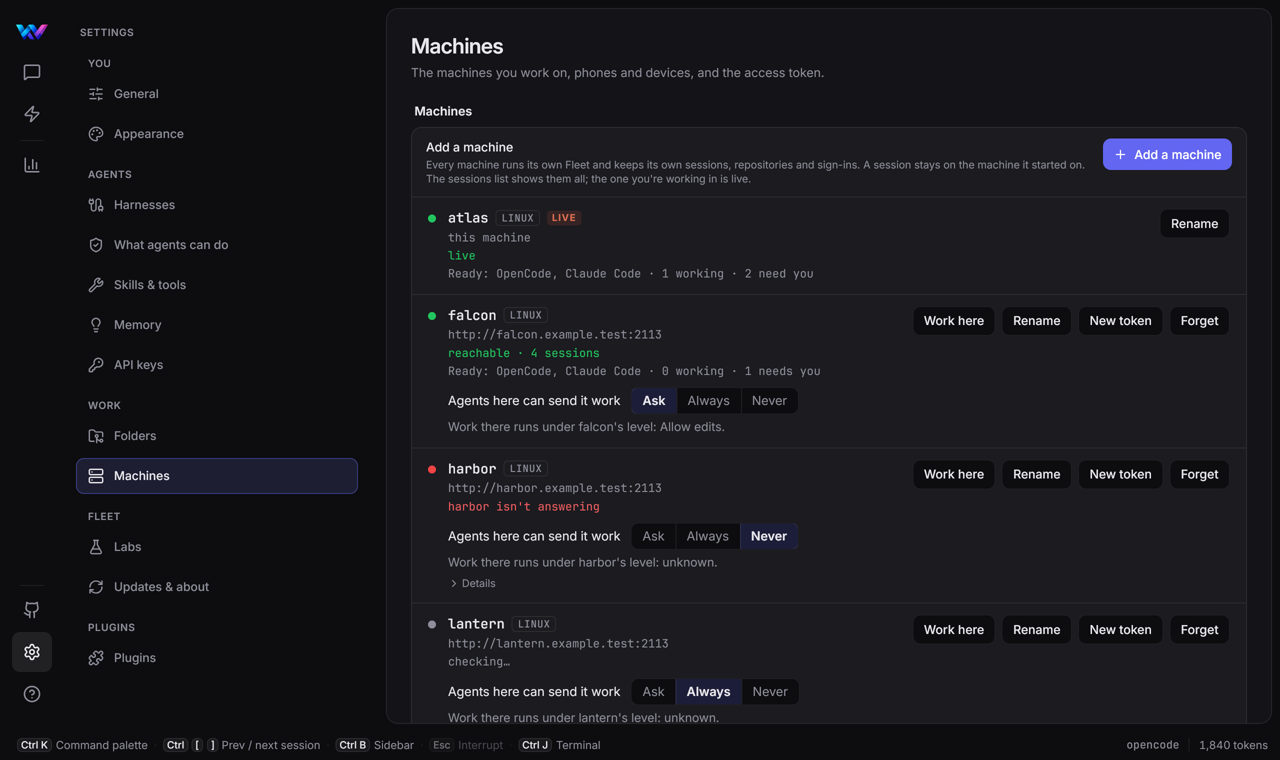 SETTINGS
YOU
General
Appearance
AGENTS
Harnesses
What agents can do
Skills & tools
Memory
API keys
WORK
Folders
Machines
FLEET
Labs
Updates & about
PLUGINS
Plugins
Machines
The machines you work on, phones and devices, and the access token.
Machines
Add a machine
Every machine runs its own Fleet and keeps its own sessions, repositories and sign-ins. A session stays on the machine it started on.
The sessions list shows them all; the one you're working in is live.
Add a machine
atlas LINUX LIVE
this machine
live
Ready: OpenCode, Claude Code · 1 working · 2 need you
Rename
falcon LINUX
http://falcon.example.test:2113
reachable · 4 sessions
Ready: OpenCode, Claude Code · 0 working · 1 needs you
Work here Rename New token Forget
Agents here can send it work Ask Always Never
Work there runs under falcon's level: Allow edits.
harbor LINUX
http://harbor.example.test:2113
harbor isn't answering
Work here Rename New token Forget
Agents here can send it work Ask Always Never
Work there runs under harbor's level: unknown.
Details
lantern LINUX
http://lantern.example.test:2113
checking…
Work here Rename New token Forget
Agents here can send it work Ask Always Never
Work there runs under lantern's level: unknown.
Ctrl K Command palette · Ctrl [ ] Prev / next session · Ctrl B Sidebar · Esc Interrupt · Ctrl J Terminal
opencode 1,840 tokens